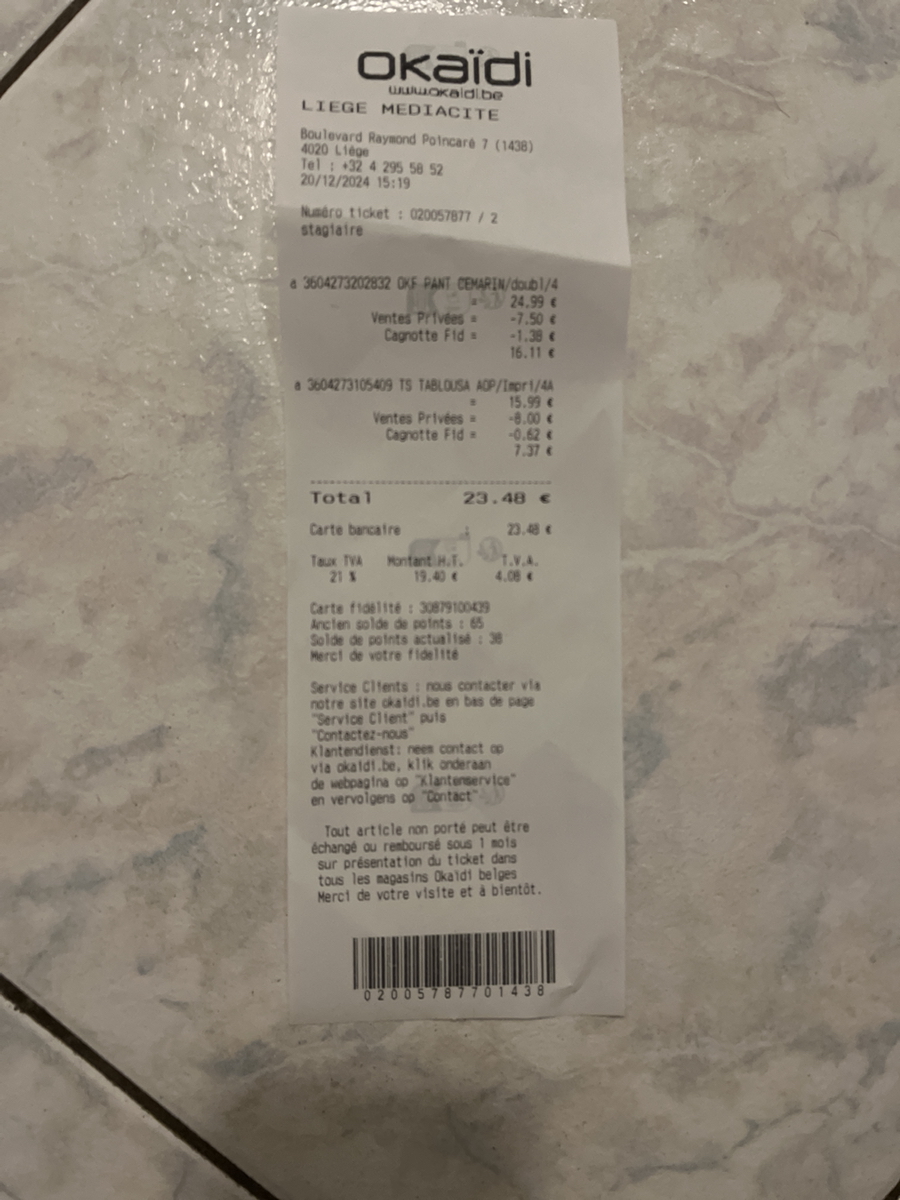 okaïdi
www.okaidi.be
LIEGE MEDIACITE
Boulevard Raymond Poincaré 7 (1438)
4020 Liége
Tel : +32 4 295 58 52
20/12/2024 15:19
Numéro ticket : 020057877 / 2
stagiaire
a 3604273202832 OKF PANT CEMARIN/doubl/4
= 24.99 €
Ventes Privées = -7.50 €
Cagnotte Fid = -1.38 €
16.11 €
a 3604273105409 TS TABLOUSA AOP/Impri/4A
= 15.99 €
Ventes Privées = -8.00 €
Cagnotte Fid = -0.62 €
7.37 €
Total 23.48 €
Carte bancaire : 23.48 €
Taux TVA Montant H.T. T.V.A.
21 % 19.40 € 4.08 €
Carte fidélité : 30879100439
Ancien solde de points : 65
Solde de points actualisé : 38
Merci de votre fidelité
Service Clients : nous contacter via
notre site okaidi.be en bas de page
"Service Client" puis
"Contactez-nous"
Klantendienst: neem contact op
via okaidi.be, klik onderaan
de webpagina op "Klantenservice"
en vervolgens op "Contact"
Tout article non porté peut être
échangé ou remboursé sous 1 mois
sur présentation du ticket dans
tous les magasins Okaïdi belges
Merci de votre visite et à bientôt.
02005787701438